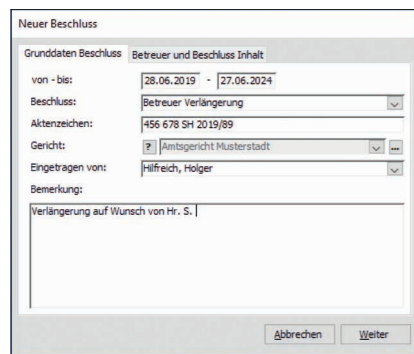 Neuer Beschluss
Grunddaten Beschluss Betreuer und Beschluss Inhalt
von - bis: 28.06.2019 - 27.06.2024
Beschluss: Betreuer Verlängerung
Aktenzeichen: 456 678 SH 2019/89
Gericht: ? Amtsgericht Musterstadt ...
Eingetragen von: Hilfreich, Holger
Bemerkung:
Verlängerung auf Wunsch von Hr. S.
Abbrechen Weiter